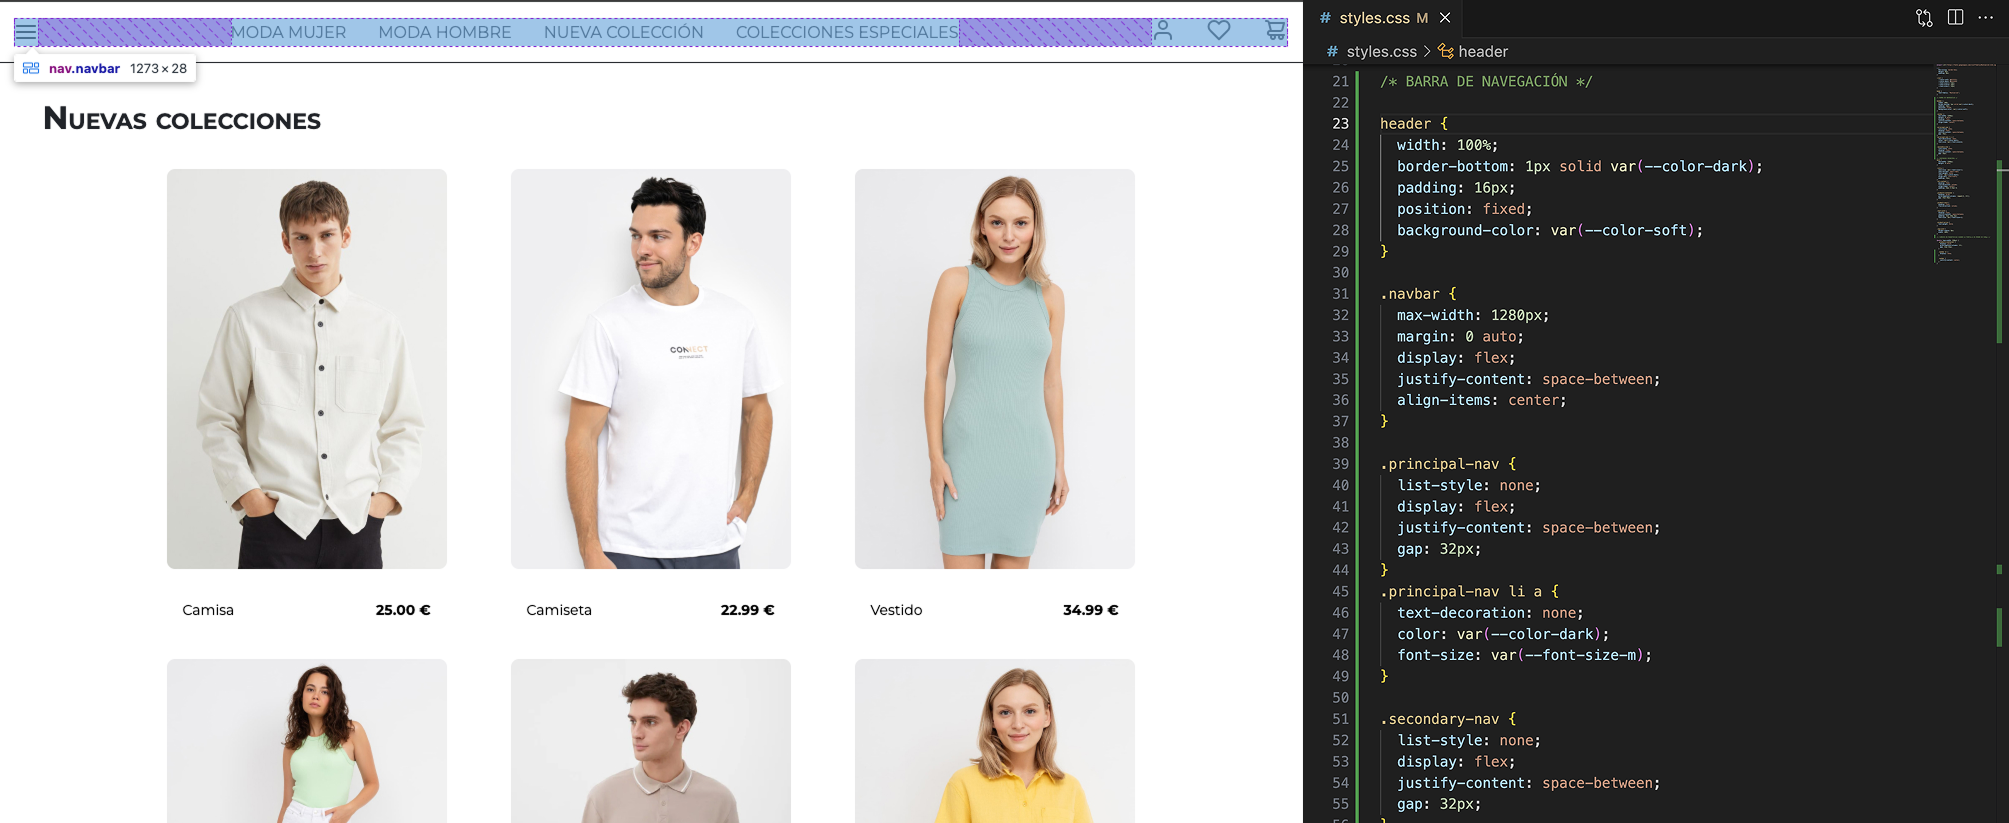 MODA MUJER MODA HOMBRE NUEVA COLECCIÓN COLECCIONES ESPECIALES
nav.navbar 1273 × 28
Nuevas colecciones
CONNECT
Camisa 25.00 €
Camiseta 22.99 €
Vestido 34.99 €
# styles.css M
# styles.css > header
21 /* BARRA DE NAVEGACIÓN */
22
23 header {
24 width: 100%;
25 border-bottom: 1px solid var(--color-dark);
26 padding: 16px;
27 position: fixed;
28 background-color: var(--color-soft);
29 }
30
31 .navbar {
32 max-width: 1280px;
33 margin: 0 auto;
34 display: flex;
35 justify-content: space-between;
36 align-items: center;
37 }
38
39 .principal-nav {
40 list-style: none;
41 display: flex;
42 justify-content: space-between;
43 gap: 32px;
44 }
45 .principal-nav li a {
46 text-decoration: none;
47 color: var(--color-dark);
48 font-size: var(--font-size-m);
49 }
50
51 .secondary-nav {
52 list-style: none;
53 display: flex;
54 justify-content: space-between;
55 gap: 32px;